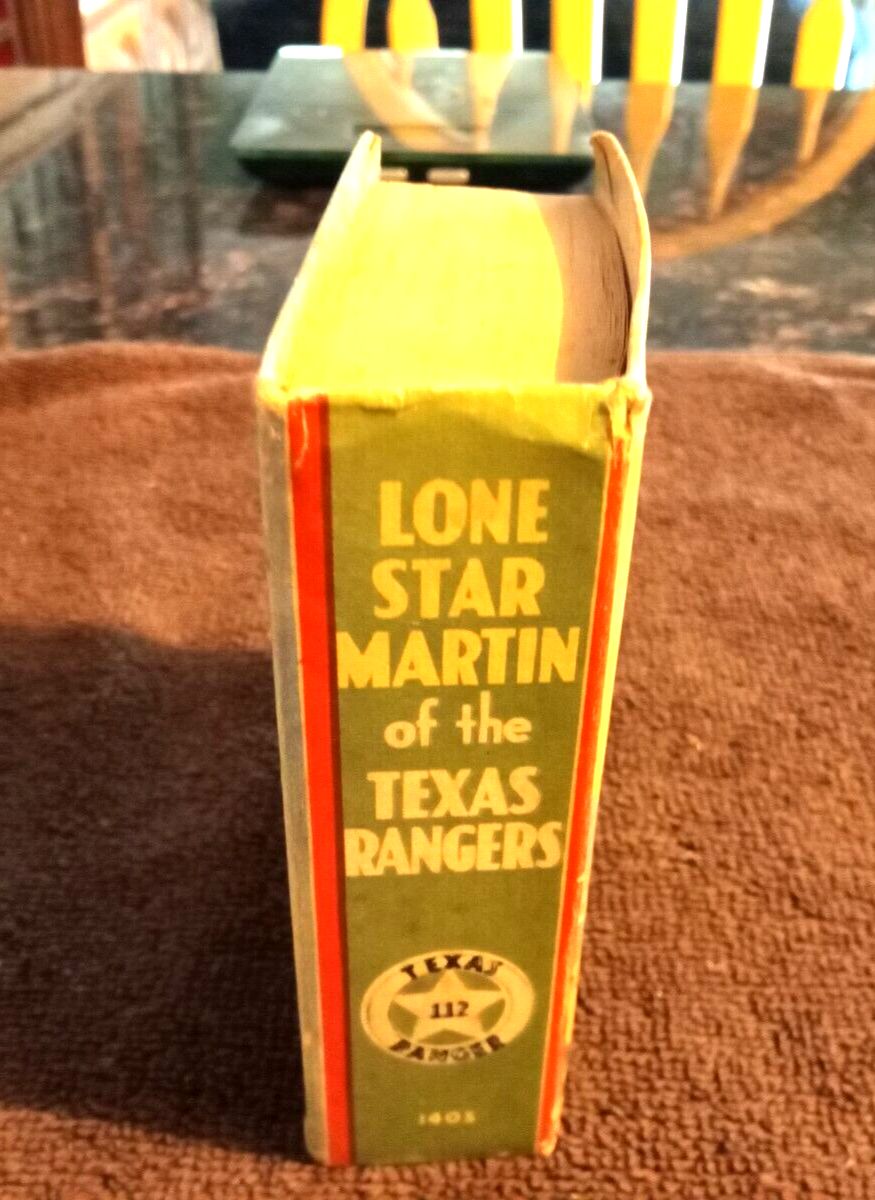 LONE
STAR
MARTIN
of the
TEXAS
RANGERS
TEXAS
112
RANGER
1405